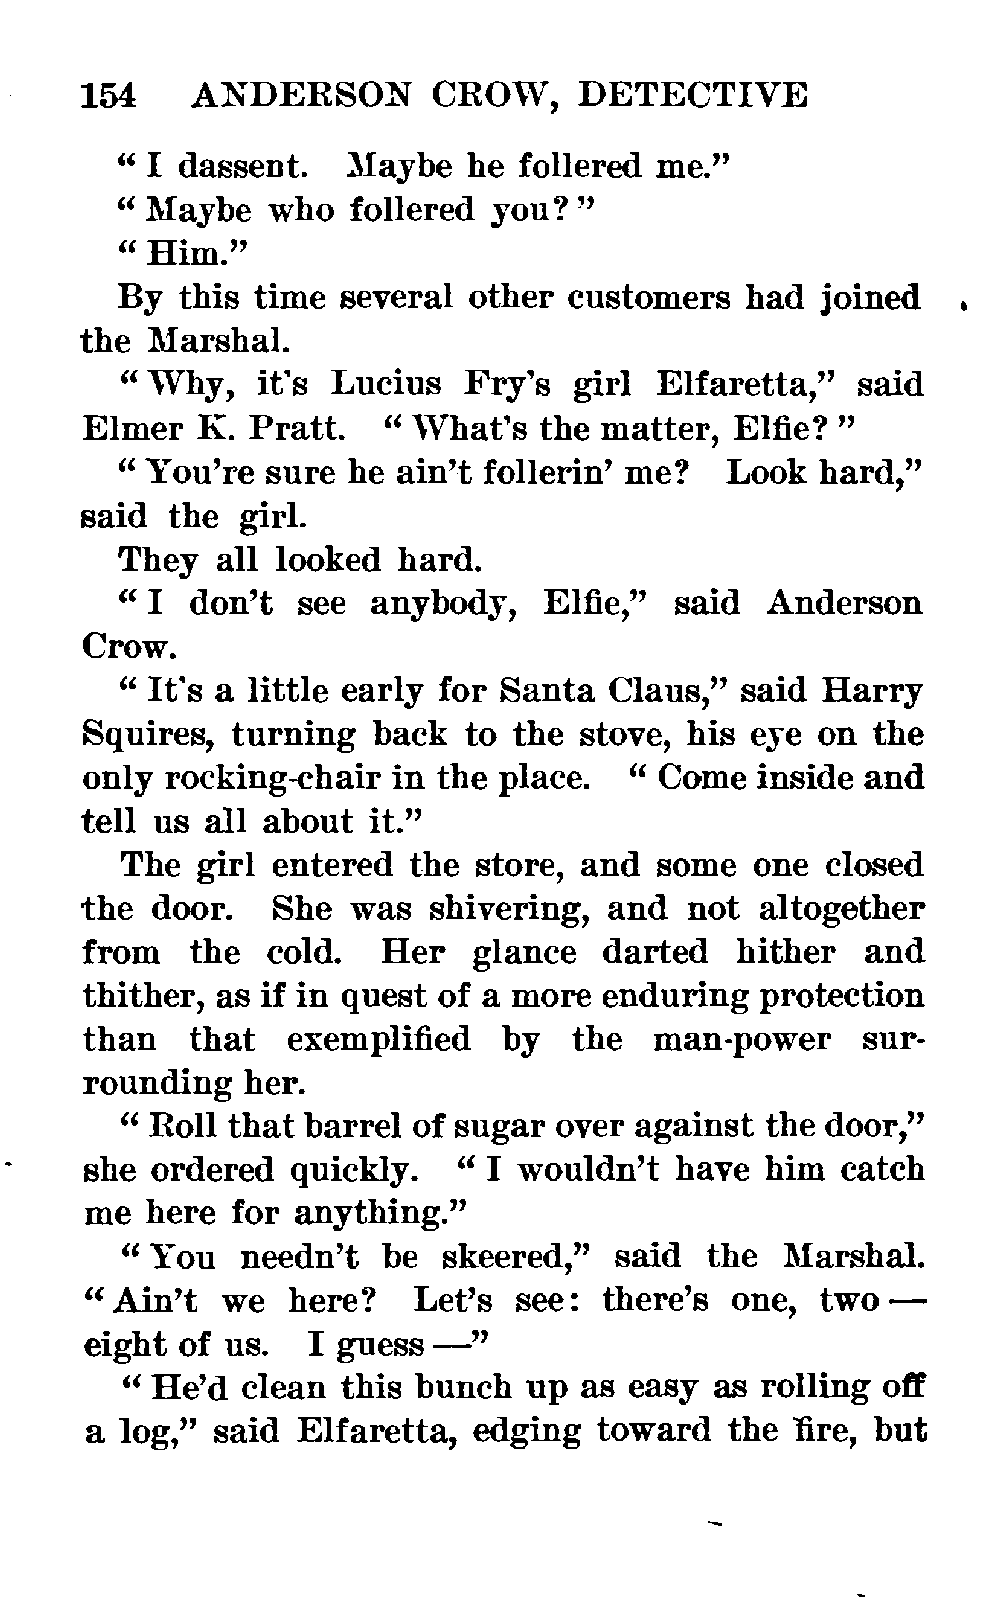 154 ANDERSON CROW, DETECTIVE
“ I dassent. Maybe he follered me.”
“ Maybe who follered you? ”
“ Him.”
By this time several other customers had joined
the Marshal.
“ Why, it's Lucius Fry's girl Elfaretta,” said
Elmer K. Pratt. “ What's the matter, Elfie? ”
“ You're sure he ain't follerin' me? Look hard,”
said the girl.
They all looked hard.
“ I don't see anybody, Elfie,” said Anderson
Crow.
“ It's a little early for Santa Claus,” said Harry
Squires, turning back to the stove, his eye on the
only rocking-chair in the place. “ Come inside and
tell us all about it.”
The girl entered the store, and some one closed
the door. She was shivering, and not altogether
from the cold. Her glance darted hither and
thither, as if in quest of a more enduring protection
than that exemplified by the man-power sur-
rounding her.
“ Roll that barrel of sugar over against the door,”
she ordered quickly. “ I wouldn't have him catch
me here for anything.”
“ You needn't be skeered,” said the Marshal.
“ Ain't we here? Let's see: there's one, two —
eight of us. I guess —”
“ He'd clean this bunch up as easy as rolling off
a log,” said Elfaretta, edging toward the fire, but